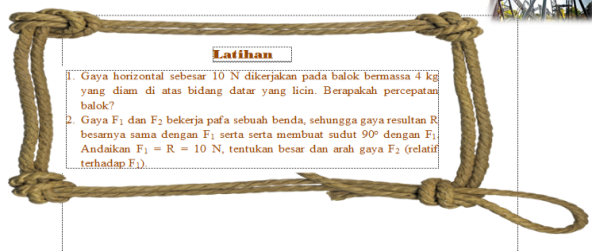 Latihan
1. Gaya horizontal sebesar 10 N dikerjakan pada balok bermassa 4 kg
yang diam di atas bidang datar yang licin. Berapakah percepatan
balok?
2. Gaya F₁ dan F₂ bekerja pafa sebuah benda, sehungga gaya resultan R
besarnya sama dengan F₁ serta serta membuat sudut 90° dengan F₁.
Andaikan F₁ = R = 10 N, tentukan besar dan arah gaya F₂ (relatif
terhadap F₁).